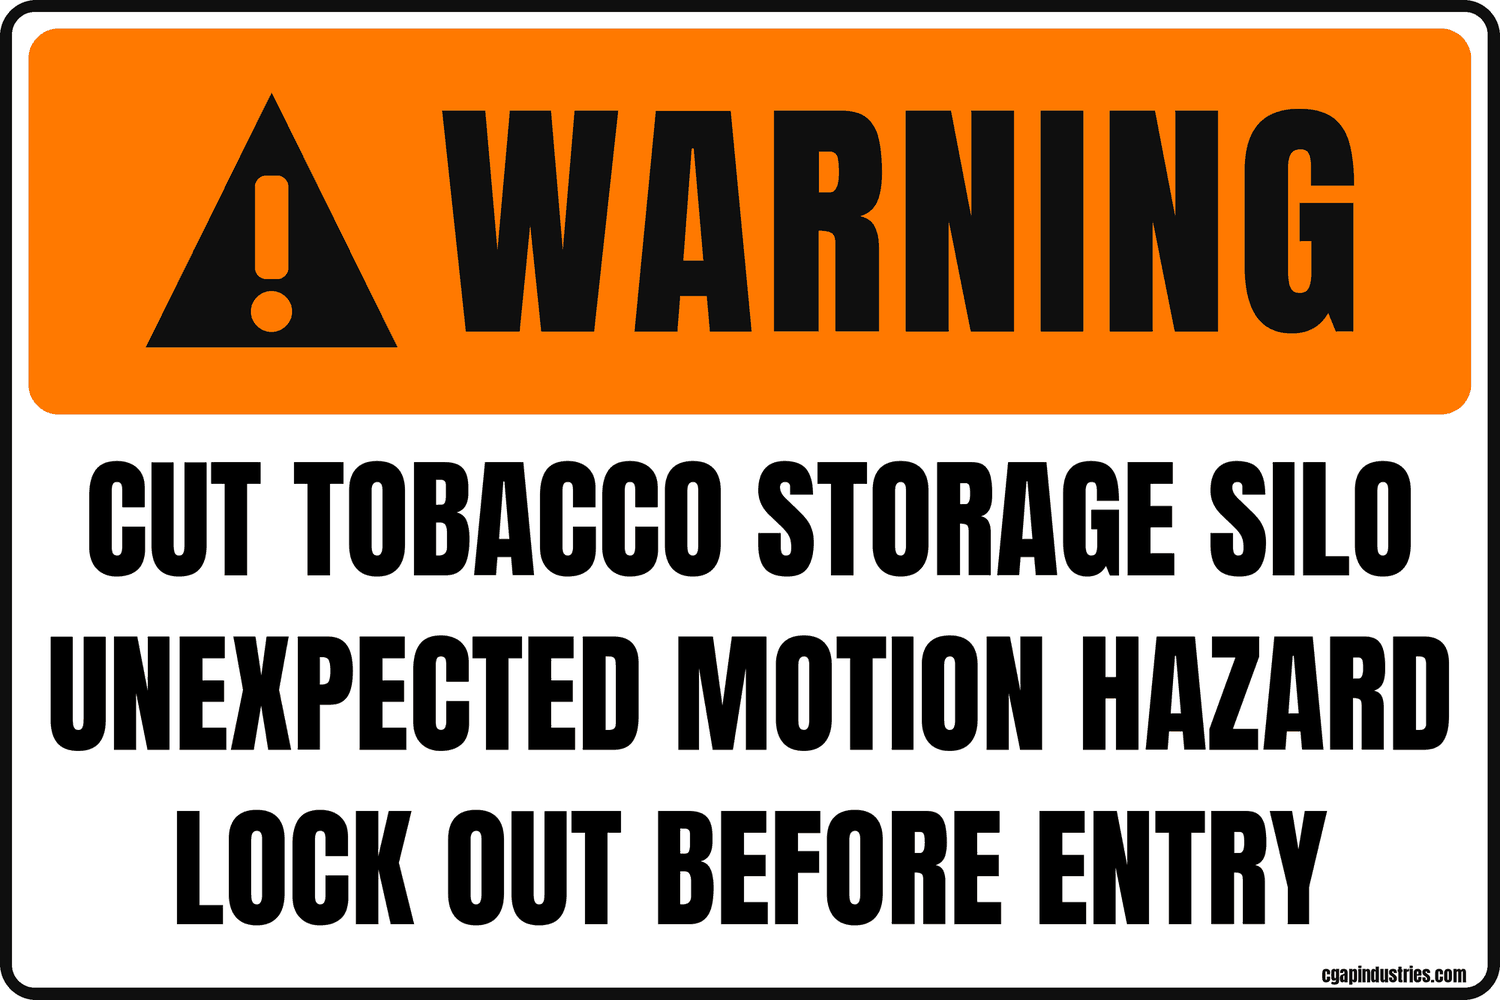 WARNING
CUT TOBACCO STORAGE SILO
UNEXPECTED MOTION HAZARD
LOCK OUT BEFORE ENTRY
cgapindustries.com